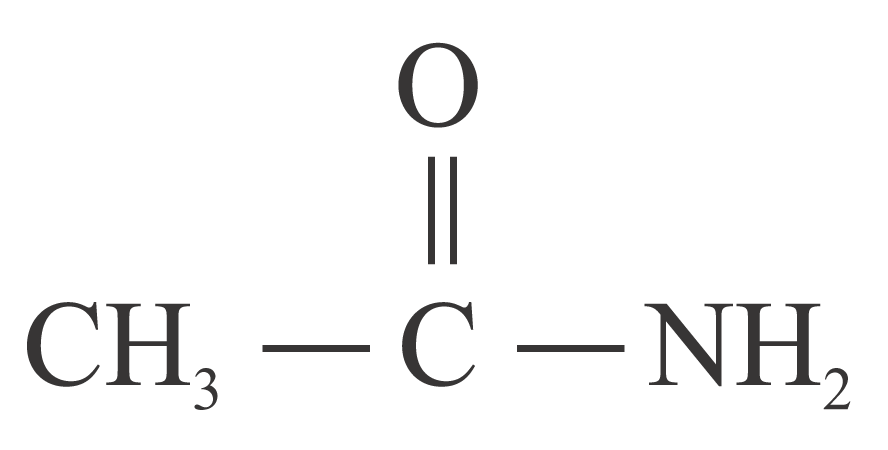 O
CH₃ — C — NH₂